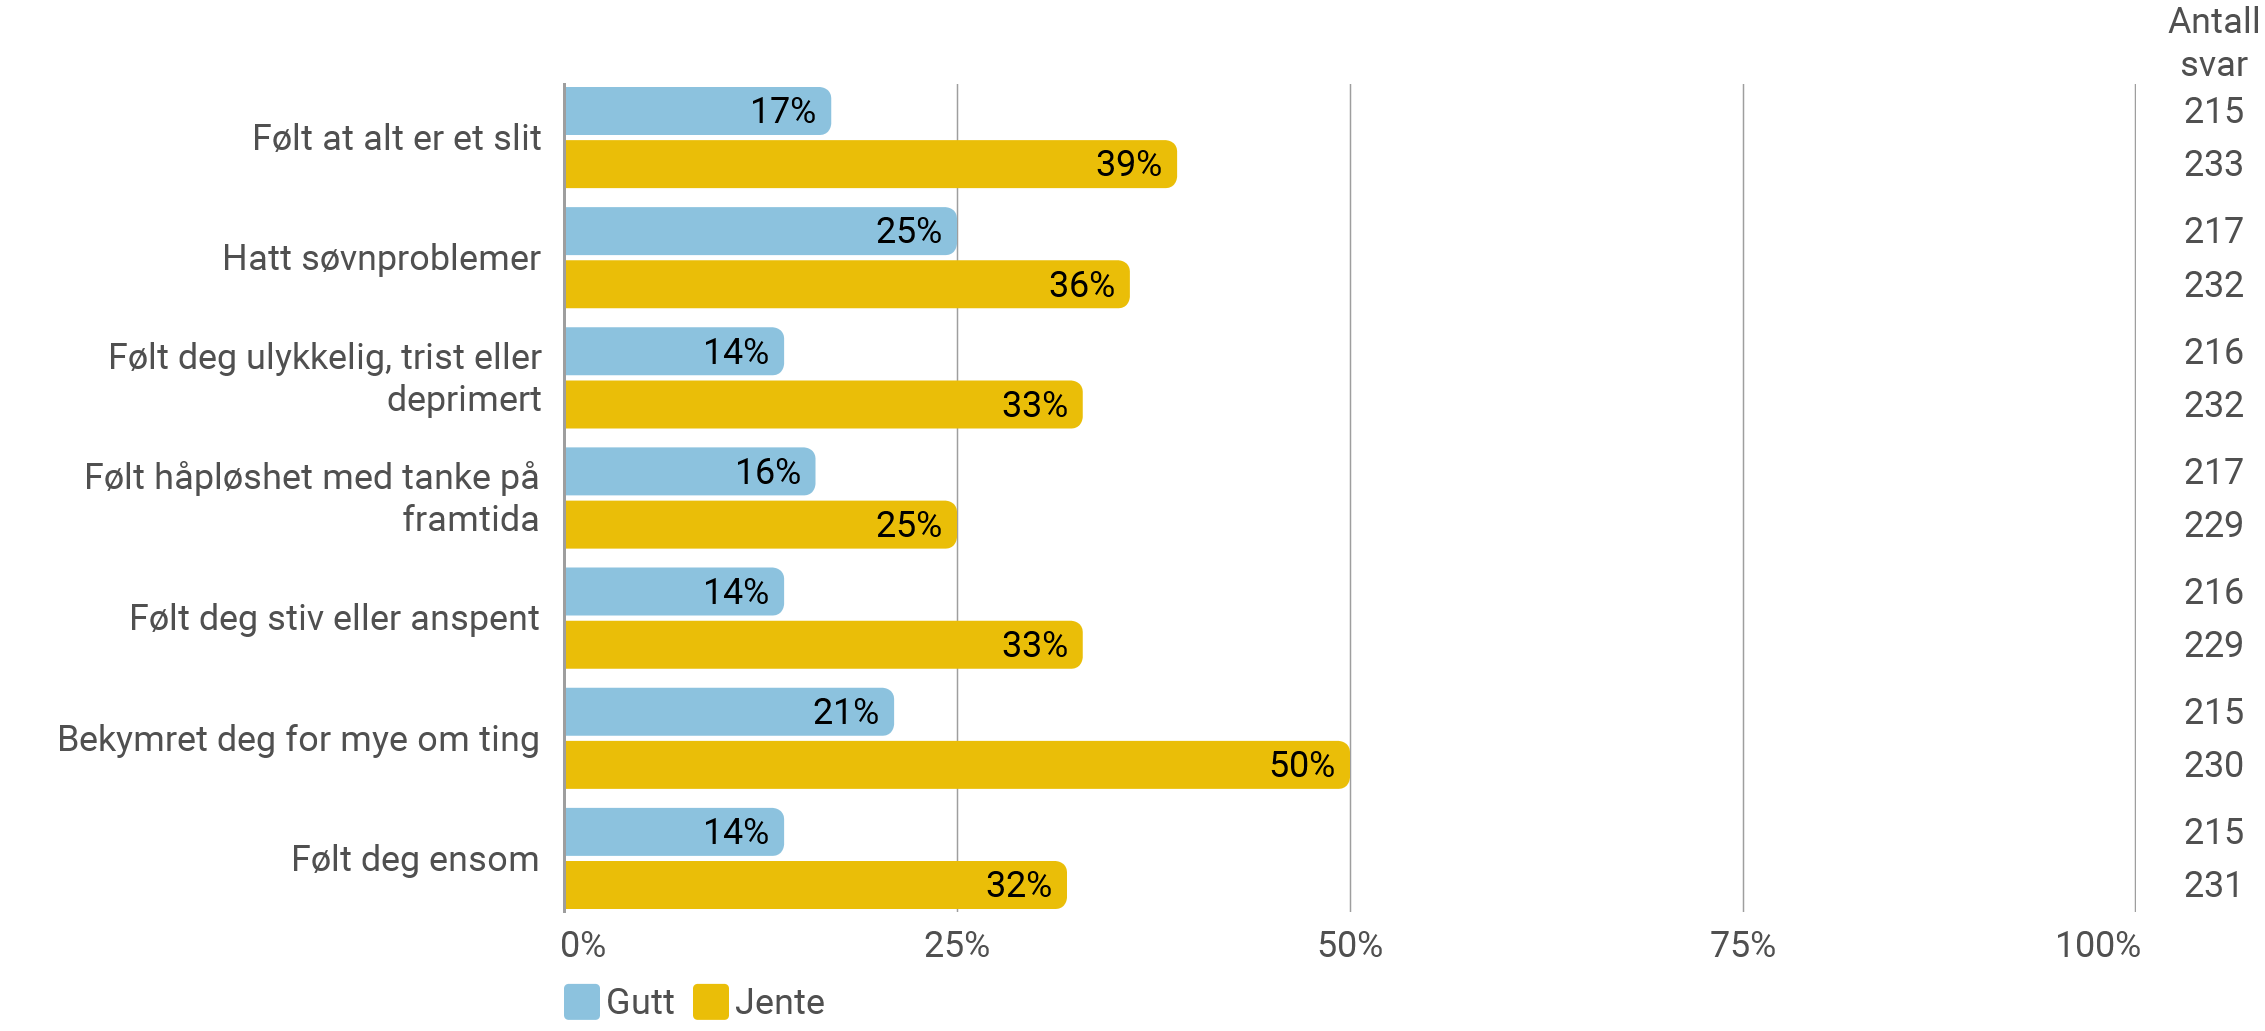 Antall
svar
Følt at alt er et slit
17%
215
39%
233
Hatt søvnproblemer
25%
217
36%
232
Følt deg ulykkelig, trist eller
deprimert
14%
216
33%
232
Følt håpløshet med tanke på
framtida
16%
217
25%
229
Følt deg stiv eller anspent
14%
216
33%
229
Bekymret deg for mye om ting
21%
215
50%
230
Følt deg ensom
14%
215
32%
231
0% 25% 50% 75% 100%
Gutt Jente